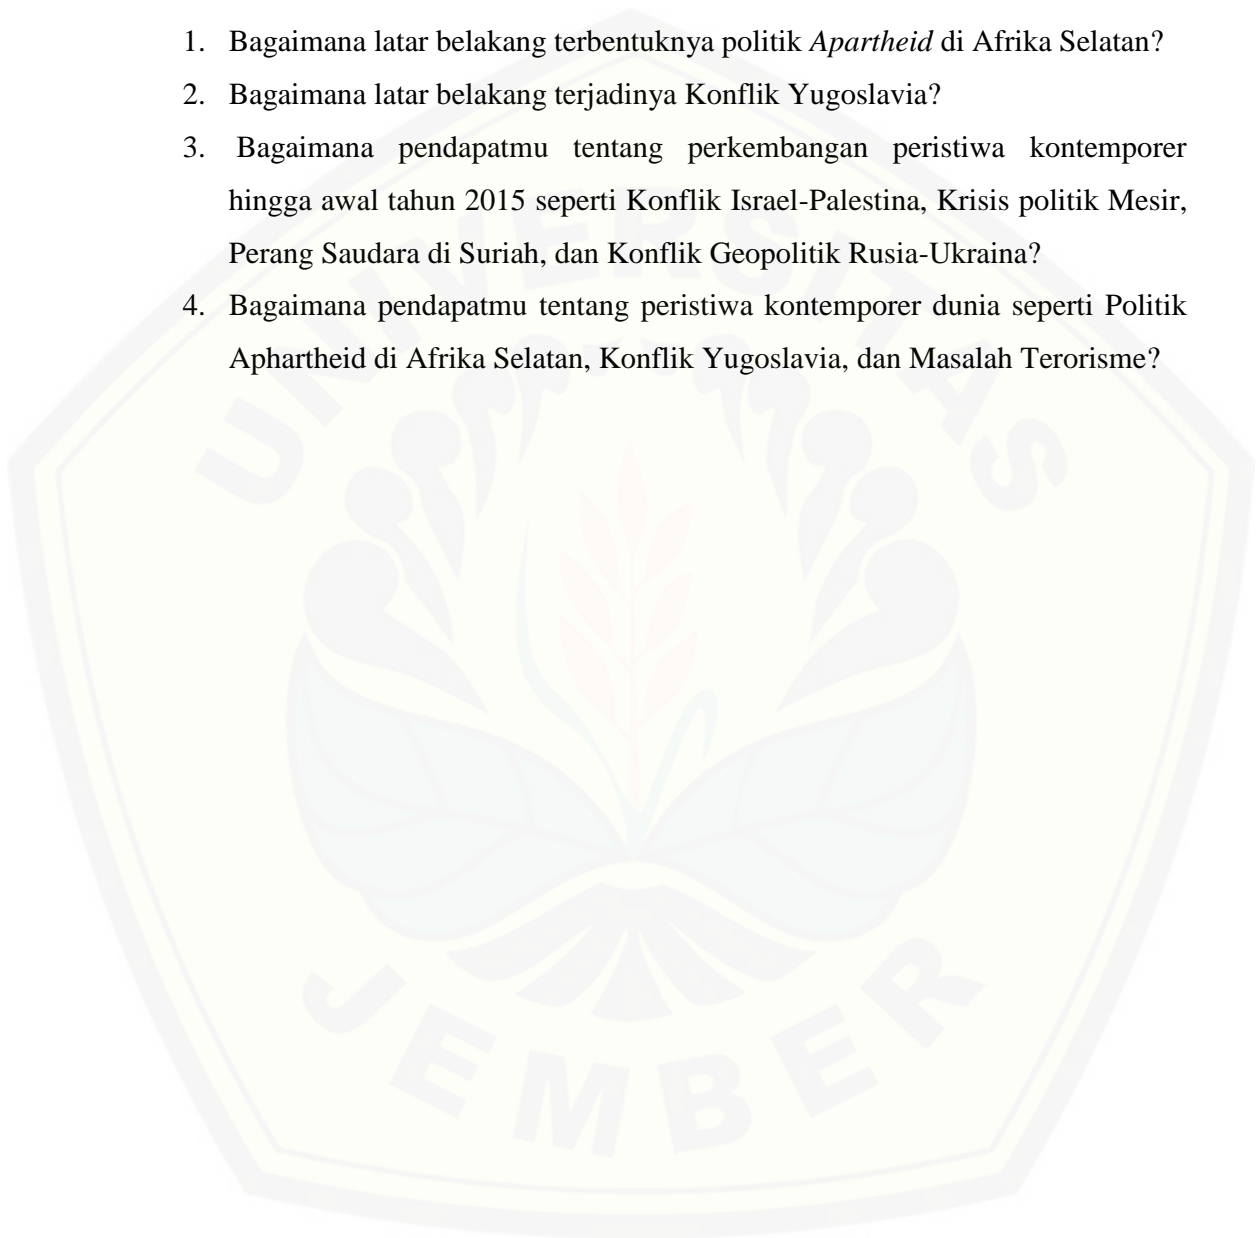 1. Bagaimana latar belakang terbentuknya politik Apartheid di Afrika Selatan?
2. Bagaimana latar belakang terjadinya Konflik Yugoslavia?
3. Bagaimana pendapatmu tentang perkembangan peristiwa kontemporer
hingga awal tahun 2015 seperti Konflik Israel-Palestina, Krisis politik Mesir,
Perang Saudara di Suriah, dan Konflik Geopolitik Rusia-Ukraina?
4. Bagaimana pendapatmu tentang peristiwa kontemporer dunia seperti Politik
Aphartheid di Afrika Selatan, Konflik Yugoslavia, dan Masalah Terorisme?
UNIVERSITAS
JEMBER